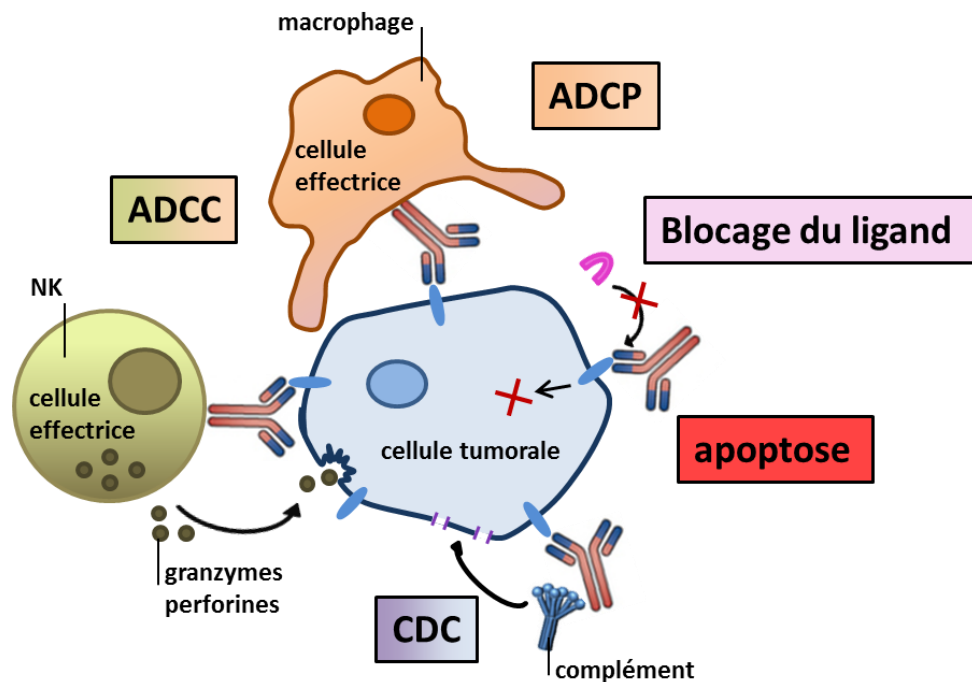 macrophage
ADCP
cellule
effectrice
ADCC
Blocage du ligand
NK
cellule
effectrice
cellule tumorale
apoptose
granzymes
perforines
CDC
complément